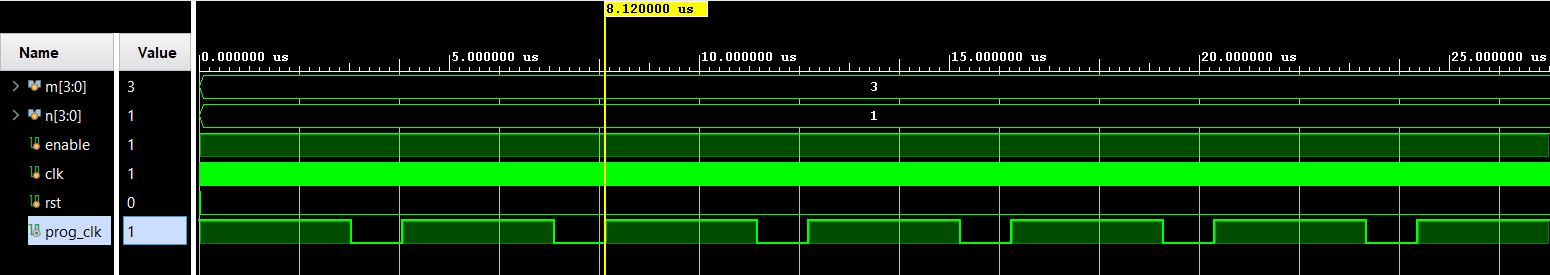 8.120000 us
Name Value
0.000000 us 5.000000 us 10.000000 us 15.000000 us 20.000000 us 25.000000 us
m[3:0] 3 3
n[3:0] 1 1
enable 1
clk 1
rst 0
prog_clk 1